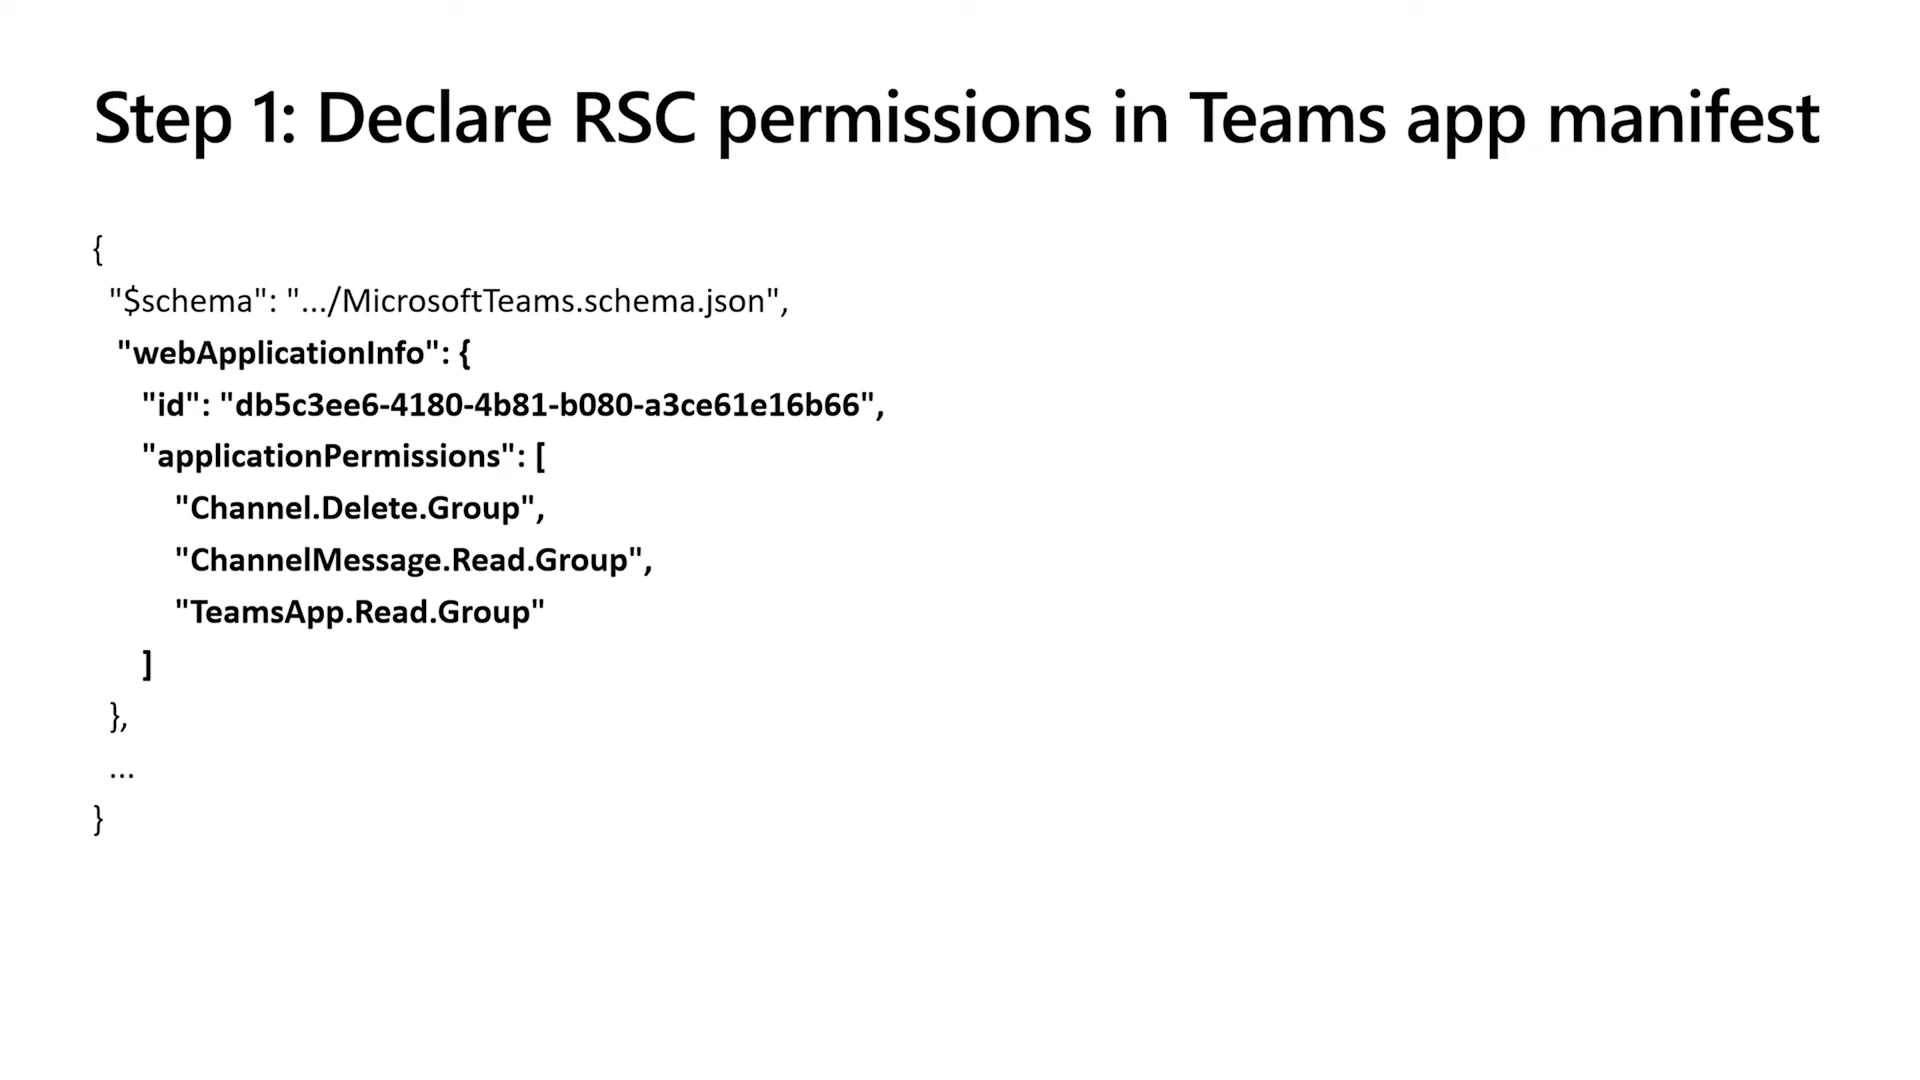 Step 1: Declare RSC permissions in Teams app manifest
{
"$schema": ".../MicrosoftTeams.schema.json",
"webApplicationInfo": {
"id": "db5c3ee6-4180-4b81-b080-a3ce61e16b66",
"applicationPermissions": [
"Channel.Delete.Group",
"ChannelMessage.Read.Group",
"TeamsApp.Read.Group"
]
},
...
}